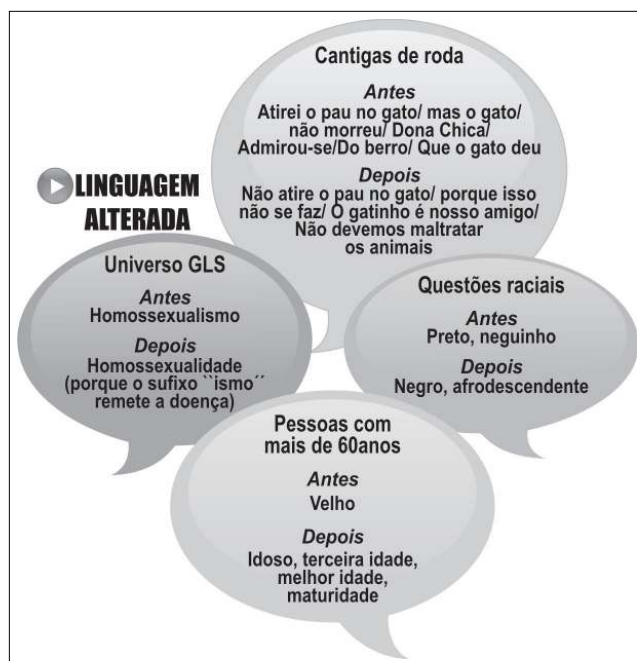 Cantigas de roda
Antes
Atirei o pau no gato/ mas o gato/
não morreu/ Dona Chica/
Admirou-se/Do berro/ Que o gato deu
Depois
Não atire o pau no gato/ porque isso
não se faz/ O gatinho é nosso amigo/
Não devemos maltratar
os animais
LINGUAGEM
ALTERADA
Universo GLS
Antes
Homossexualismo
Depois
Homossexualidade
(porque o sufixo ``ismo´´
remete a doença)
Questões raciais
Antes
Preto, neguinho
Depois
Negro, afrodescendente
Pessoas com
mais de 60anos
Antes
Velho
Depois
Idoso, terceira idade,
melhor idade,
maturidade